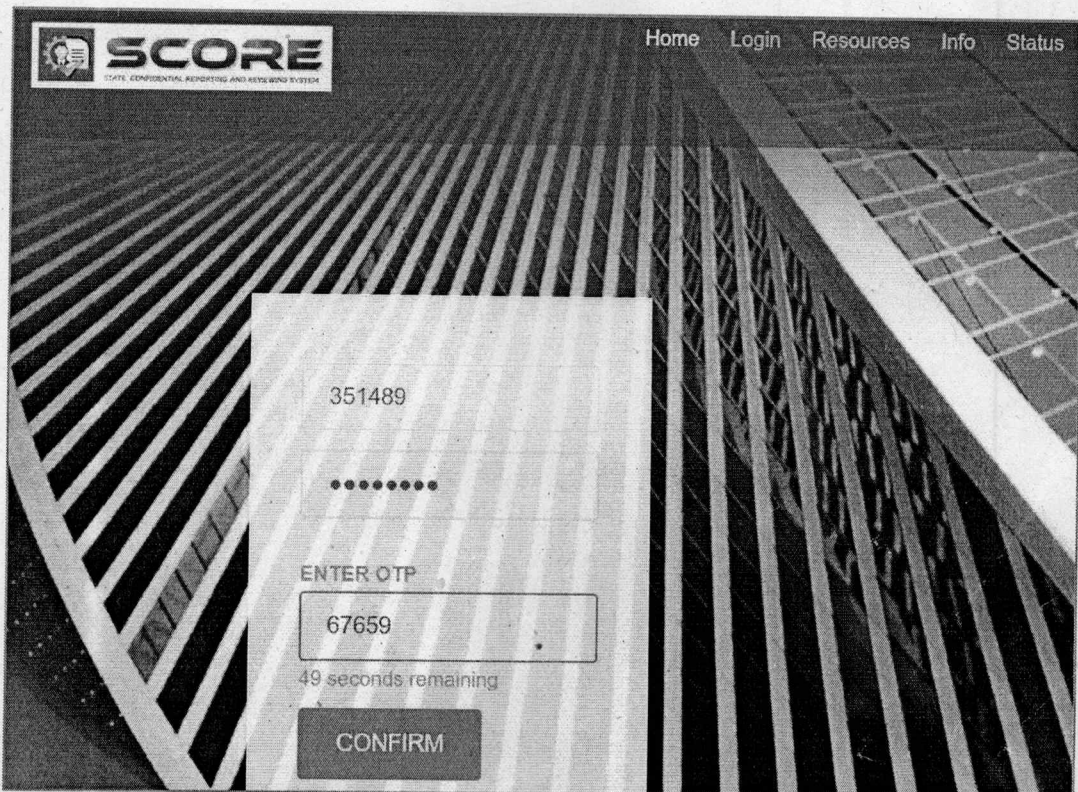 SCORE
STATE CONFIDENTIAL REPORTING AND REVIEWING SYSTEM
Home Login Resources Info Status
351489
••••••••
ENTER OTP
67659
49 seconds remaining
CONFIRM